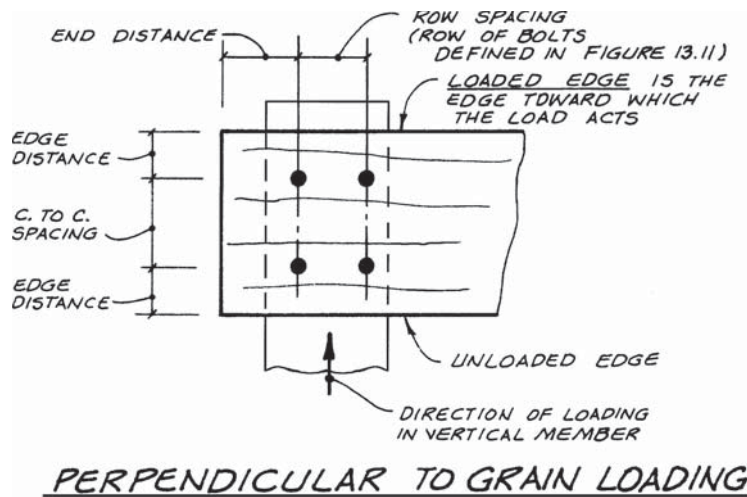 END DISTANCE
ROW SPACING
(ROW OF BOLTS
DEFINED IN FIGURE 13.11)
LOADED EDGE IS THE
EDGE TOWARD WHICH
THE LOAD ACTS
EDGE
DISTANCE
C. TO C.
SPACING
EDGE
DISTANCE
UNLOADED EDGE
DIRECTION OF LOADING
IN VERTICAL MEMBER
PERPENDICULAR TO GRAIN LOADING